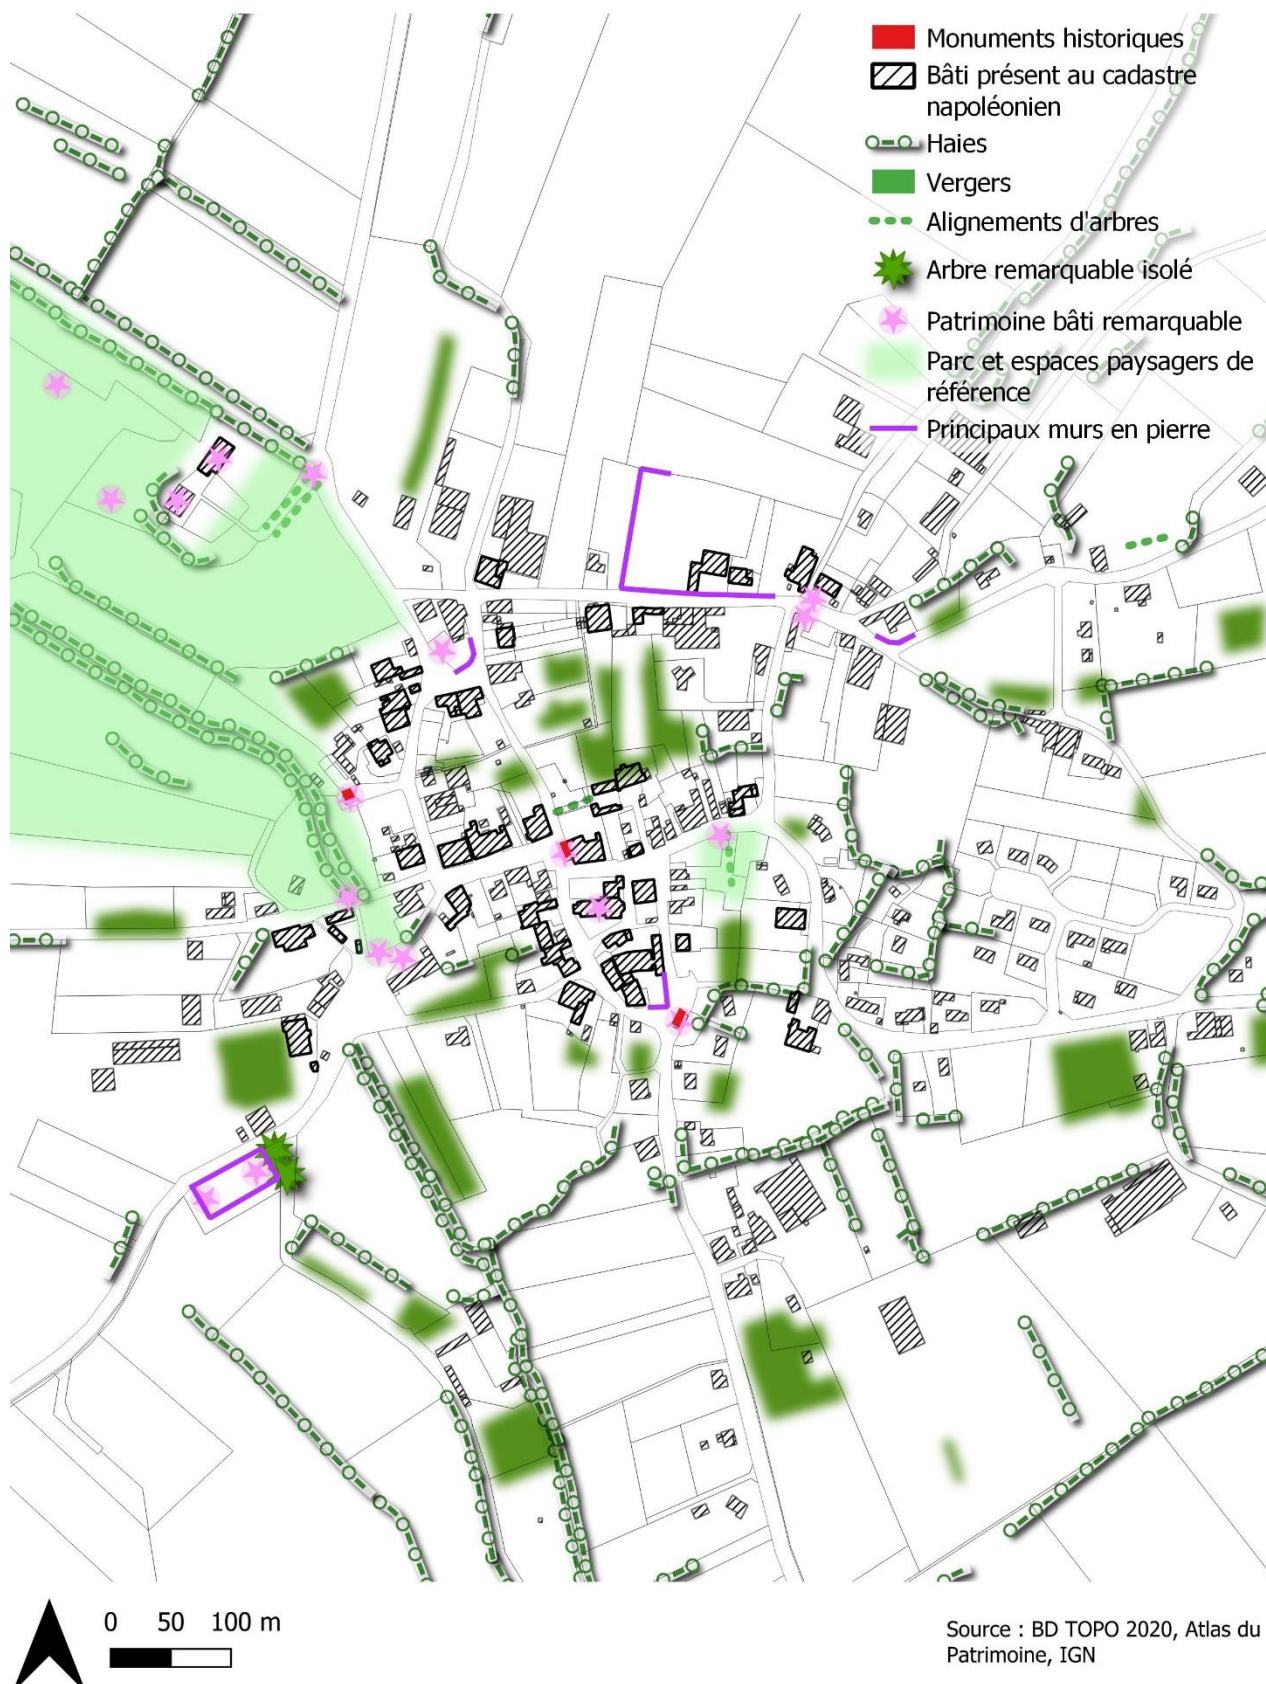 Monuments historiques
Bâti présent au cadastre
napoléonien
Haies
Vergers
Alignements d'arbres
Arbre remarquable isolé
Patrimoine bâti remarquable
Parc et espaces paysagers de
référence
Principaux murs en pierre
0 50 100 m
Source : BD TOPO 2020, Atlas du
Patrimoine, IGN